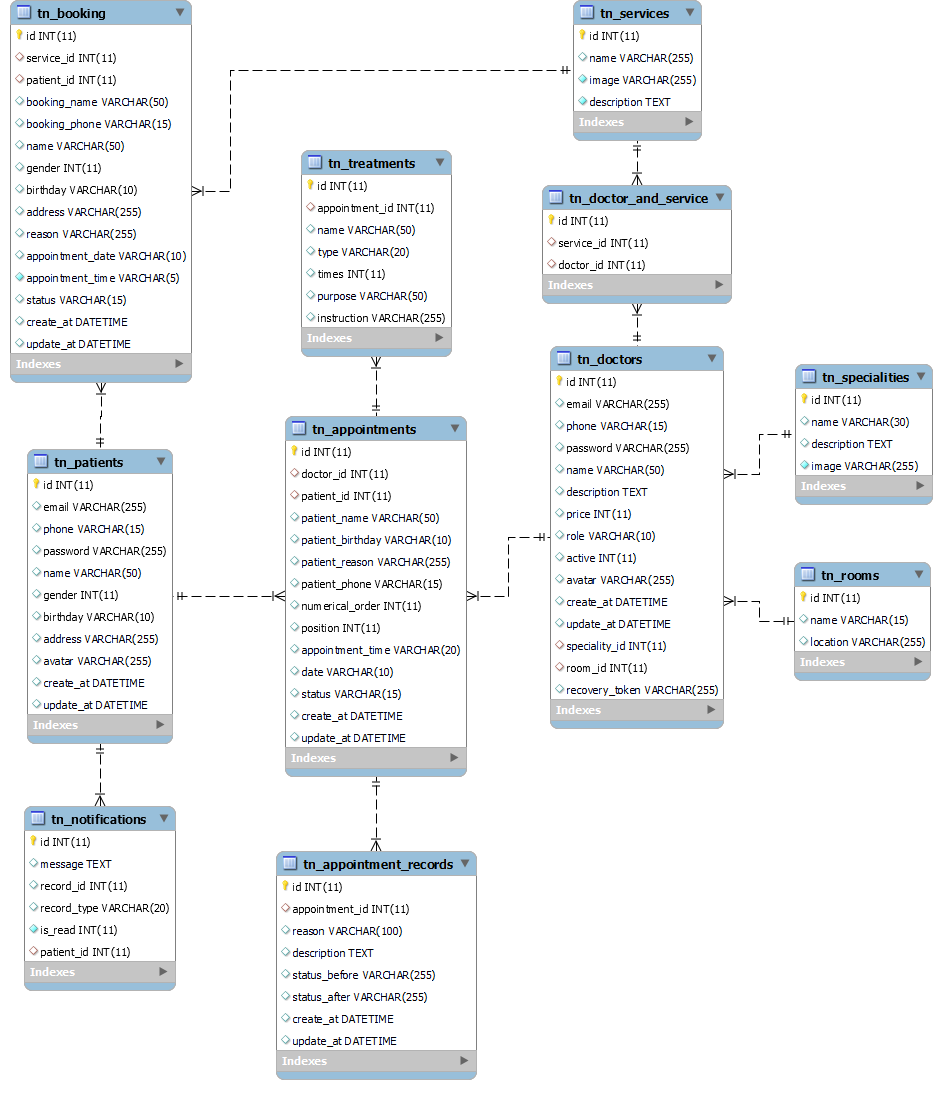 tn_booking
id INT(11)
service_id INT(11)
patient_id INT(11)
booking_name VARCHAR(50)
booking_phone VARCHAR(15)
name VARCHAR(50)
gender INT(11)
birthday VARCHAR(10)
address VARCHAR(255)
reason VARCHAR(255)
appointment_date VARCHAR(10)
appointment_time VARCHAR(5)
status VARCHAR(15)
create_at DATETIME
update_at DATETIME
Indexes
tn_services
id INT(11)
name VARCHAR(255)
image VARCHAR(255)
description TEXT
Indexes
tn_treatments
id INT(11)
appointment_id INT(11)
name VARCHAR(50)
type VARCHAR(20)
times INT(11)
purpose VARCHAR(50)
instruction VARCHAR(255)
Indexes
tn_doctor_and_service
id INT(11)
service_id INT(11)
doctor_id INT(11)
Indexes
tn_doctors
id INT(11)
email VARCHAR(255)
phone VARCHAR(15)
password VARCHAR(255)
name VARCHAR(50)
description TEXT
price INT(11)
role VARCHAR(10)
active INT(11)
avatar VARCHAR(255)
create_at DATETIME
update_at DATETIME
speciality_id INT(11)
room_id INT(11)
recovery_token VARCHAR(255)
Indexes
tn_specialities
id INT(11)
name VARCHAR(30)
description TEXT
image VARCHAR(255)
Indexes
tn_rooms
id INT(11)
name VARCHAR(15)
location VARCHAR(255)
Indexes
tn_patients
id INT(11)
email VARCHAR(255)
phone VARCHAR(15)
password VARCHAR(255)
name VARCHAR(50)
gender INT(11)
birthday VARCHAR(10)
address VARCHAR(255)
avatar VARCHAR(255)
create_at DATETIME
update_at DATETIME
Indexes
tn_appointments
id INT(11)
doctor_id INT(11)
patient_id INT(11)
patient_name VARCHAR(50)
patient_birthday VARCHAR(10)
patient_reason VARCHAR(255)
patient_phone VARCHAR(15)
numerical_order INT(11)
position INT(11)
appointment_time VARCHAR(20)
date VARCHAR(10)
status VARCHAR(15)
create_at DATETIME
update_at DATETIME
Indexes
tn_notifications
id INT(11)
message TEXT
record_id INT(11)
record_type VARCHAR(20)
is_read INT(11)
patient_id INT(11)
Indexes
tn_appointment_records
id INT(11)
appointment_id INT(11)
reason VARCHAR(100)
description TEXT
status_before VARCHAR(255)
status_after VARCHAR(255)
create_at DATETIME
update_at DATETIME
Indexes